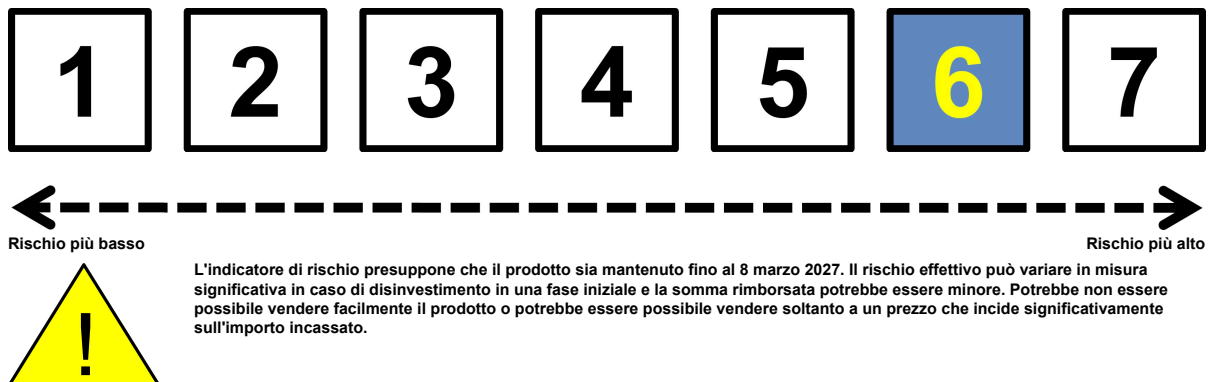 1 2 3 4 5 6 7
Rischio più basso Rischio più alto
L'indicatore di rischio presuppone che il prodotto sia mantenuto fino al 8 marzo 2027. Il rischio effettivo può variare in misura
significativa in caso di disinvestimento in una fase iniziale e la somma rimborsata potrebbe essere minore. Potrebbe non essere
possibile vendere facilmente il prodotto o potrebbe essere possibile vendere soltanto a un prezzo che incide significativamente
sull'importo incassato.
!